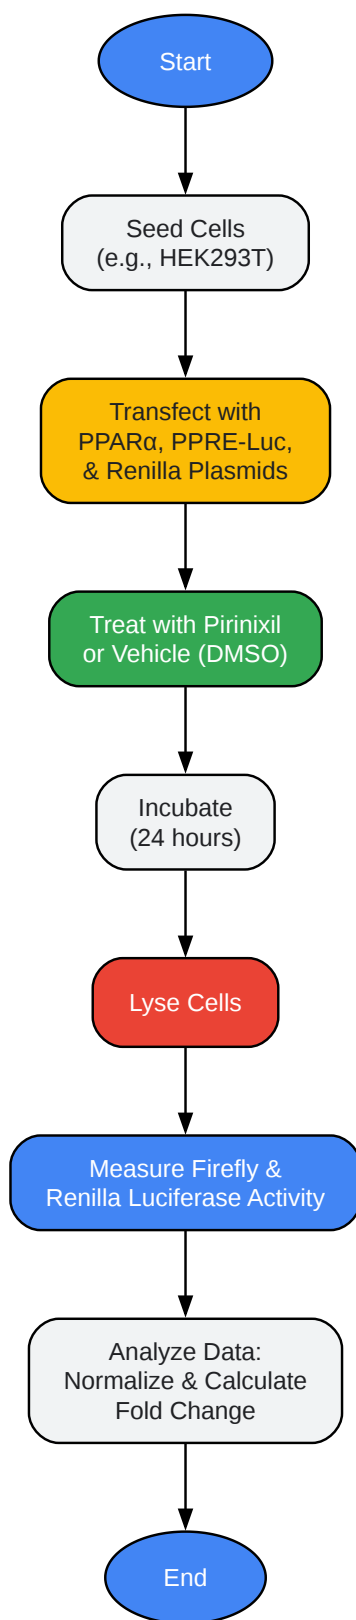 Start
Seed Cells
(e.g., HEK293T)
Transfect with
PPARα, PPRE-Luc,
& Renilla Plasmids
Treat with Pirinixil
or Vehicle (DMSO)
Incubate
(24 hours)
Lyse Cells
Measure Firefly &
Renilla Luciferase Activity
Analyze Data:
Normalize & Calculate
Fold Change
End